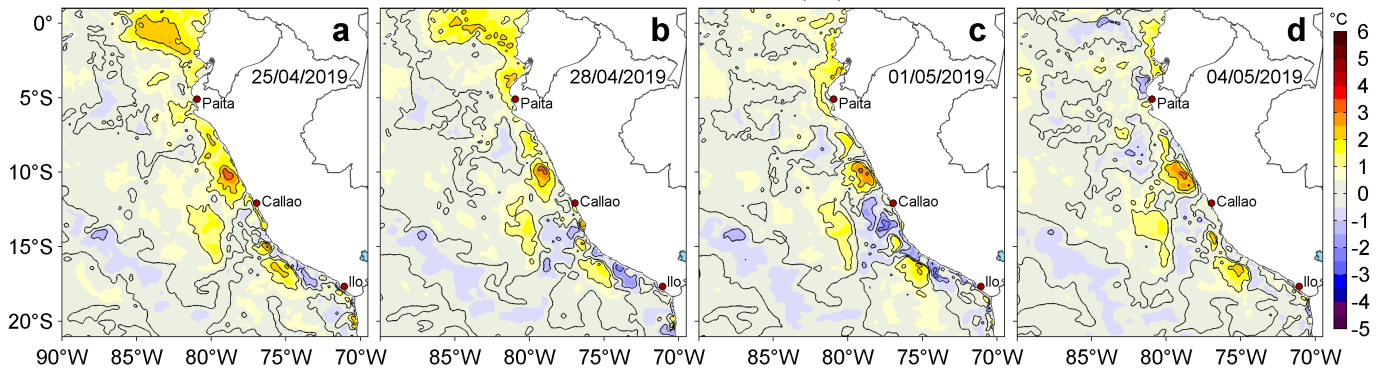 a b c d °C
0° 25/04/2019 28/04/2019 01/05/2019 04/05/2019 6
5
5°S Paita Paita Paita Paita 4
3
10°S 2
1
Callao Callao Callao Callao 0
-1
15°S -2
-3
Ilo Ilo Ilo Ilo -4
20°S -5
90°W 85°W 80°W 75°W 70°W 85°W 80°W 75°W 70°W 85°W 80°W 75°W 70°W 85°W 80°W 75°W 70°W